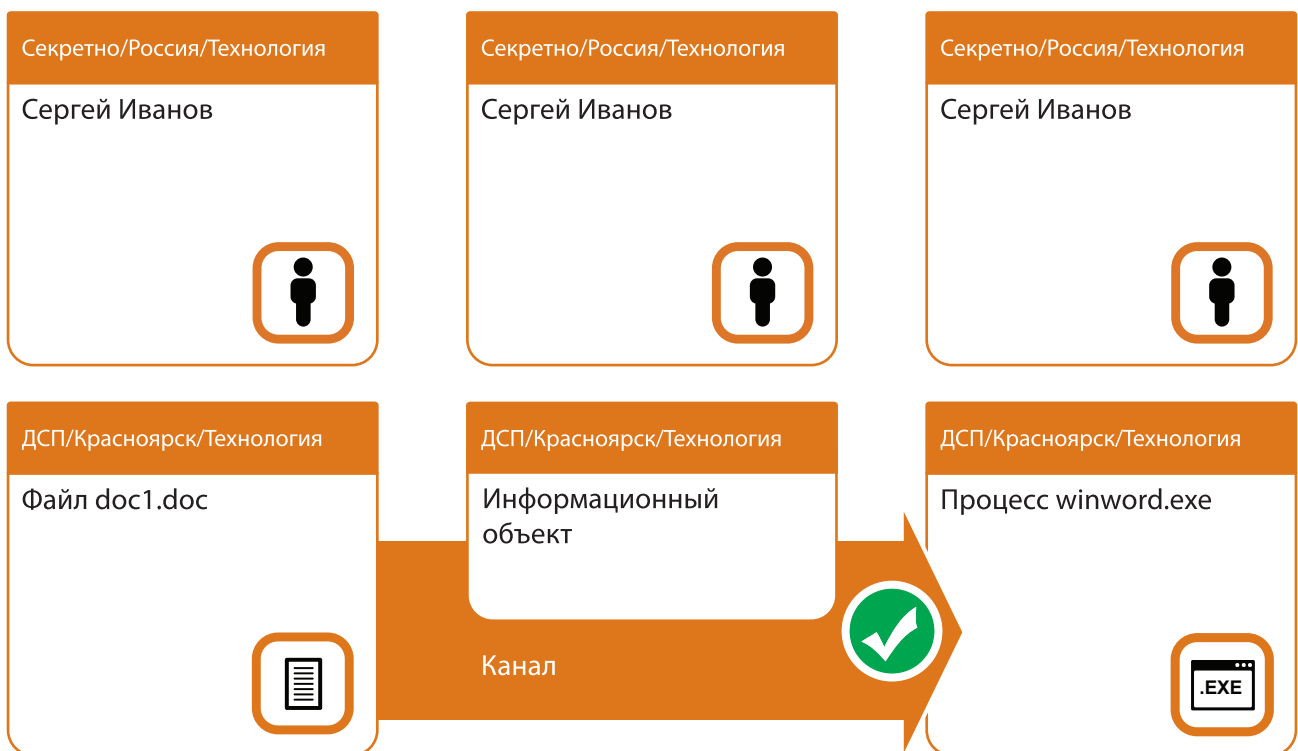 Секретно/Россия/Технология
Сергей Иванов
Секретно/Россия/Технология
Сергей Иванов
Секретно/Россия/Технология
Сергей Иванов
ДСП/Красноярск/Технология
Файл doc1.doc
ДСП/Красноярск/Технология
Информационный
объект
Канал
ДСП/Красноярск/Технология
Процесс winword.exe
.EXE